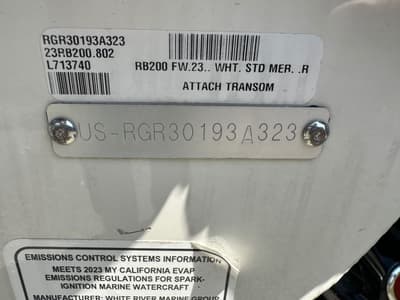 RGR30193A323
23RB200.802
L713740
RB200 FW.23.. WHT. STD MER. .R
ATTACH TRANSOM
US-RGR30193A323
EMISSIONS CONTROL SYSTEMS INFORMATION
MEETS 2023 MY CALIFORNIA EVAP
EMISSIONS REGULATIONS FOR SPARK-
IGNITION MARINE WATERCRAFT
MANUFACTURER: WHITE RIVER MARINE GROUP